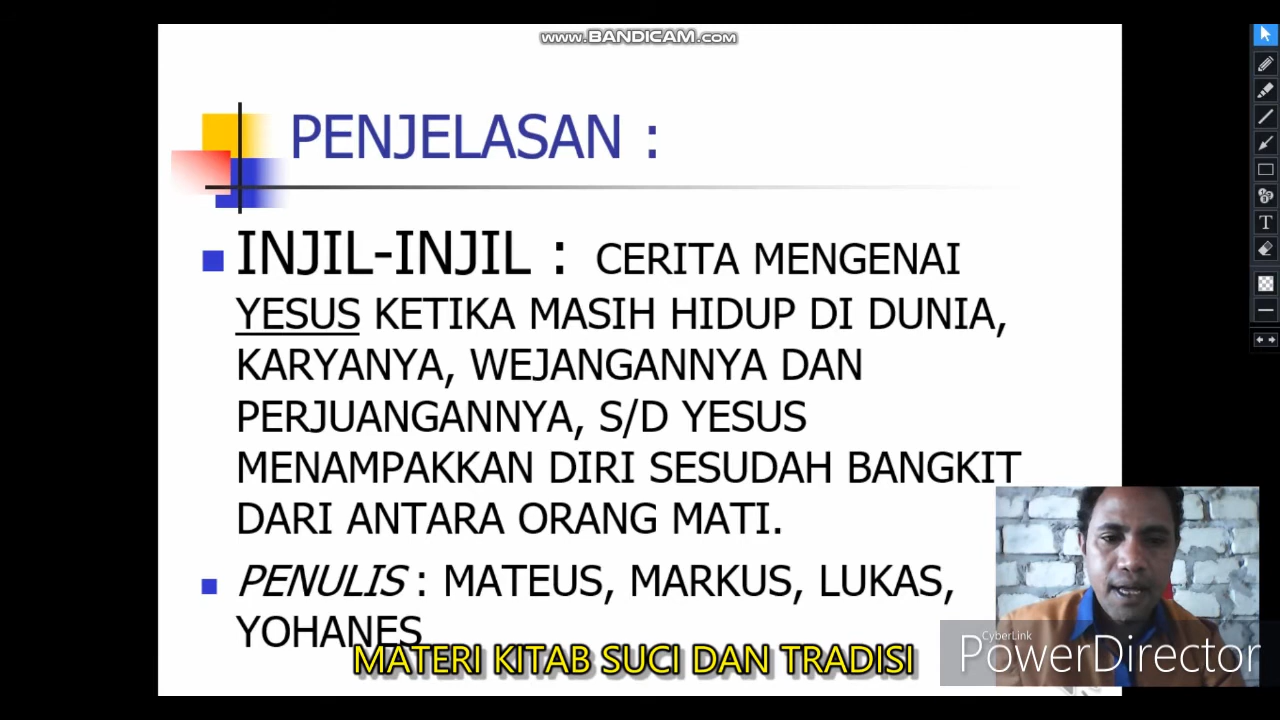 www.BANDICAM.com
PENJELASAN :
INJIL-INJIL : CERITA MENGENAI
YESUS KETIKA MASIH HIDUP DI DUNIA,
KARYANYA, WEJANGANNYA DAN
PERJUANGANNYA, S/D YESUS
MENAMPAKKAN DIRI SESUDAH BANGKIT
DARI ANTARA ORANG MATI.
PENULIS : MATEUS, MARKUS, LUKAS,
YOHANES
MATERI KITAB SUCI DAN TRADISI
CyberLink
PowerDirector